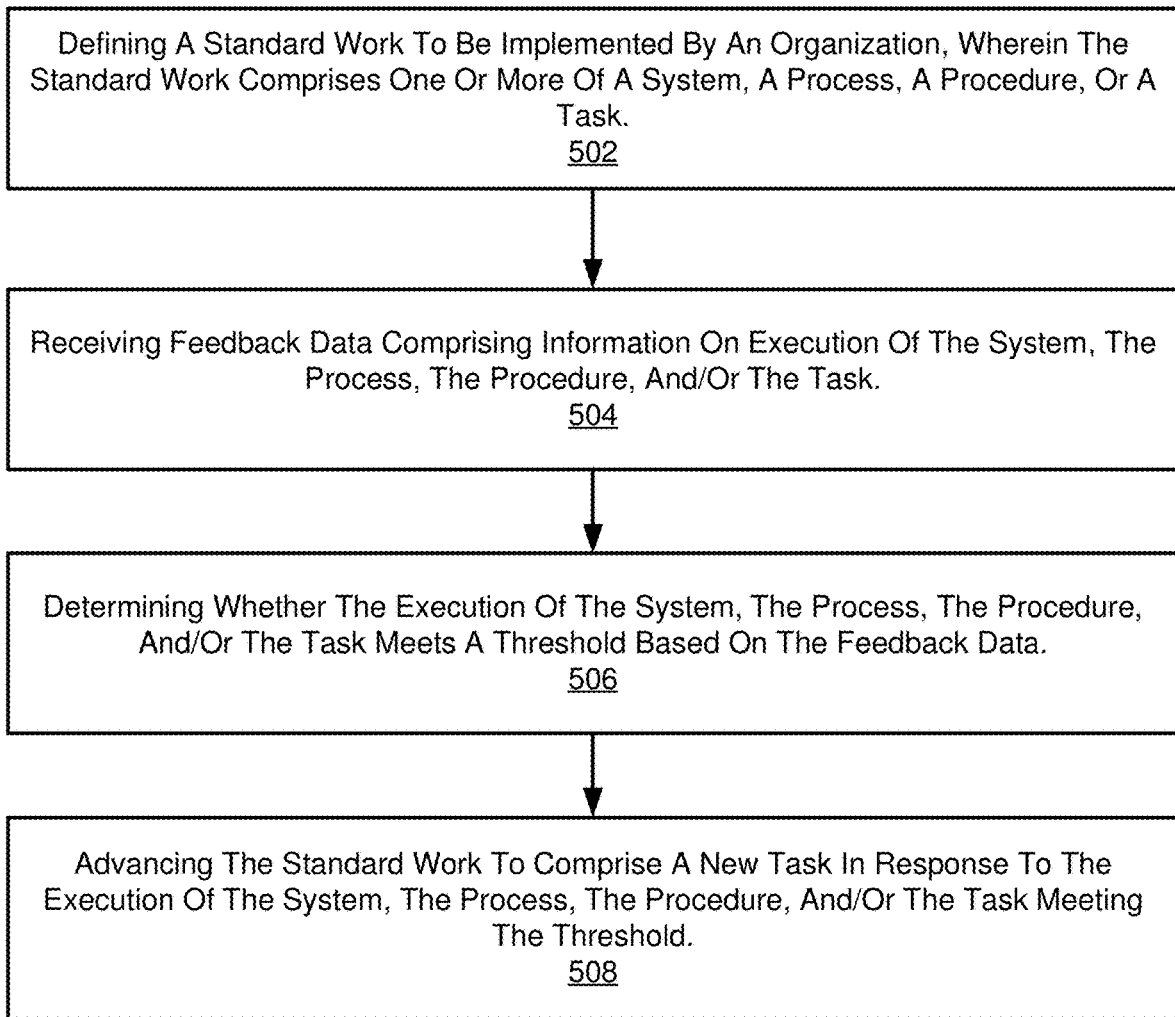 Defining A Standard Work To Be Implemented By An Organization, Wherein The
Standard Work Comprises One Or More Of A System, A Process, A Procedure, Or A
Task.
502
Receiving Feedback Data Comprising Information On Execution Of The System, The
Process, The Procedure, And/Or The Task.
504
Determining Whether The Execution Of The System, The Process, The Procedure,
And/Or The Task Meets A Threshold Based On The Feedback Data.
506
Advancing The Standard Work To Comprise A New Task In Response To The
Execution Of The System, The Process, The Procedure, And/Or The Task Meeting
The Threshold.
508